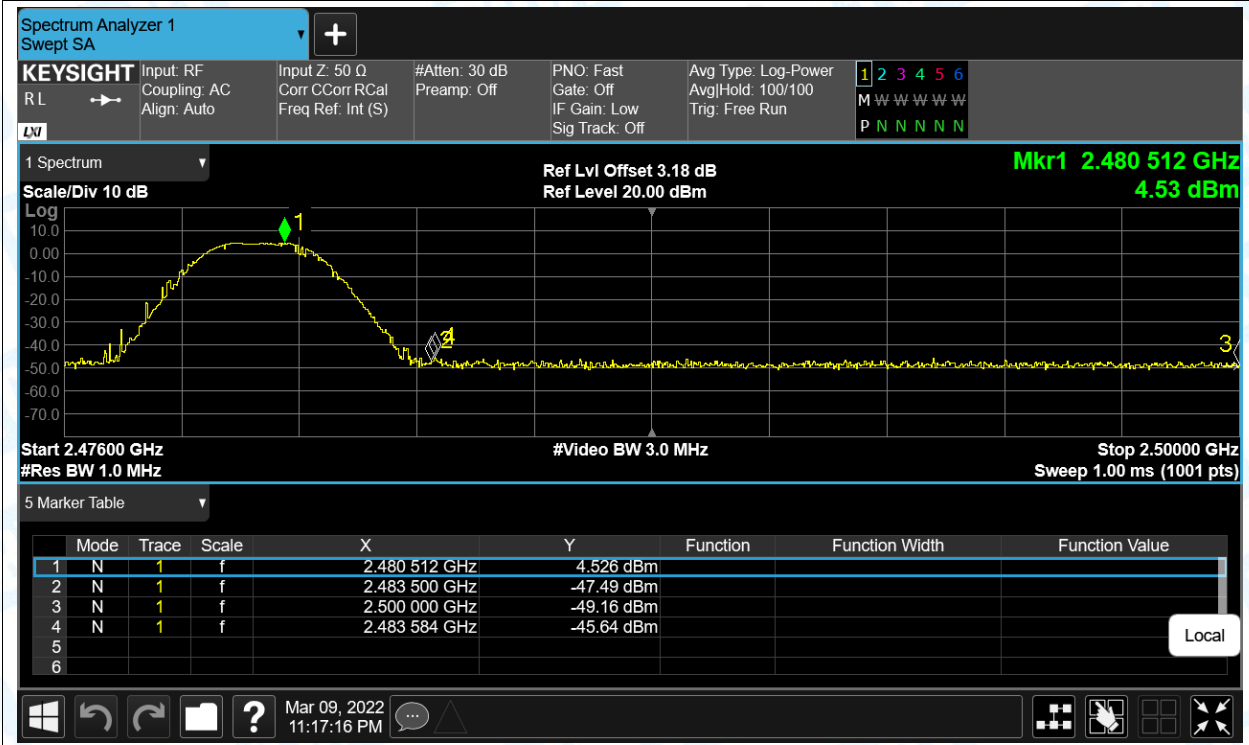 Spectrum Analyzer 1
Swept SA
+
KEYSIGHT Input: RF Input Z: 50 Ω #Atten: 30 dB PNO: Fast Avg Type: Log-Power 1 2 3 4 5 6
R L Coupling: AC Corr CCorr RCal Preamp: Off Gate: Off Avg|Hold: 100/100 M W W W W W
Align: Auto Freq Ref: Int (S) IF Gain: Low Trig: Free Run
LXI Sig Track: Off P N N N N N
1 Spectrum Ref Lvl Offset 3.18 dB Mkr1 2.480 512 GHz
Scale/Div 10 dB Ref Level 20.00 dBm 4.53 dBm
Log
1
10.0
0.00
-10.0
-20.0
-30.0
-40.0 3
-50.0
-60.0
-70.0
Start 2.47600 GHz #Video BW 3.0 MHz Stop 2.50000 GHz
#Res BW 1.0 MHz Sweep 1.00 ms (1001 pts)
5 Marker Table
Mode Trace Scale X Y Function Function Width Function Value
1 N 1 f 2.480 512 GHz 4.526 dBm
2 N 1 f 2.483 500 GHz -47.49 dBm
3 N 1 f 2.500 000 GHz -49.16 dBm
4 N 1 f 2.483 584 GHz -45.64 dBm
5
6
Local
? Mar 09, 2022
11:17:16 PM